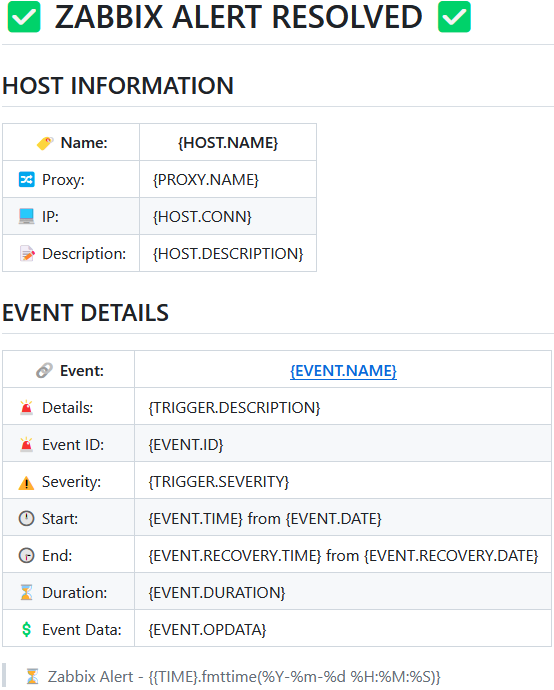 ✅ ZABBIX ALERT RESOLVED ✅
HOST INFORMATION
🏷️ Name: {HOST.NAME}
🔀 Proxy: {PROXY.NAME}
💻 IP: {HOST.CONN}
📝 Description: {HOST.DESCRIPTION}
EVENT DETAILS
🔗 Event: {EVENT.NAME}
🚨 Details: {TRIGGER.DESCRIPTION}
🚨 Event ID: {EVENT.ID}
⚠️ Severity: {TRIGGER.SEVERITY}
🕛 Start: {EVENT.TIME} from {EVENT.DATE}
🕞 End: {EVENT.RECOVERY.TIME} from {EVENT.RECOVERY.DATE}
⏳ Duration: {EVENT.DURATION}
💲 Event Data: {EVENT.OPDATA}
⏳ Zabbix Alert - {{TIME}.fmttime(%Y-%m-%d %H:%M:%S)}